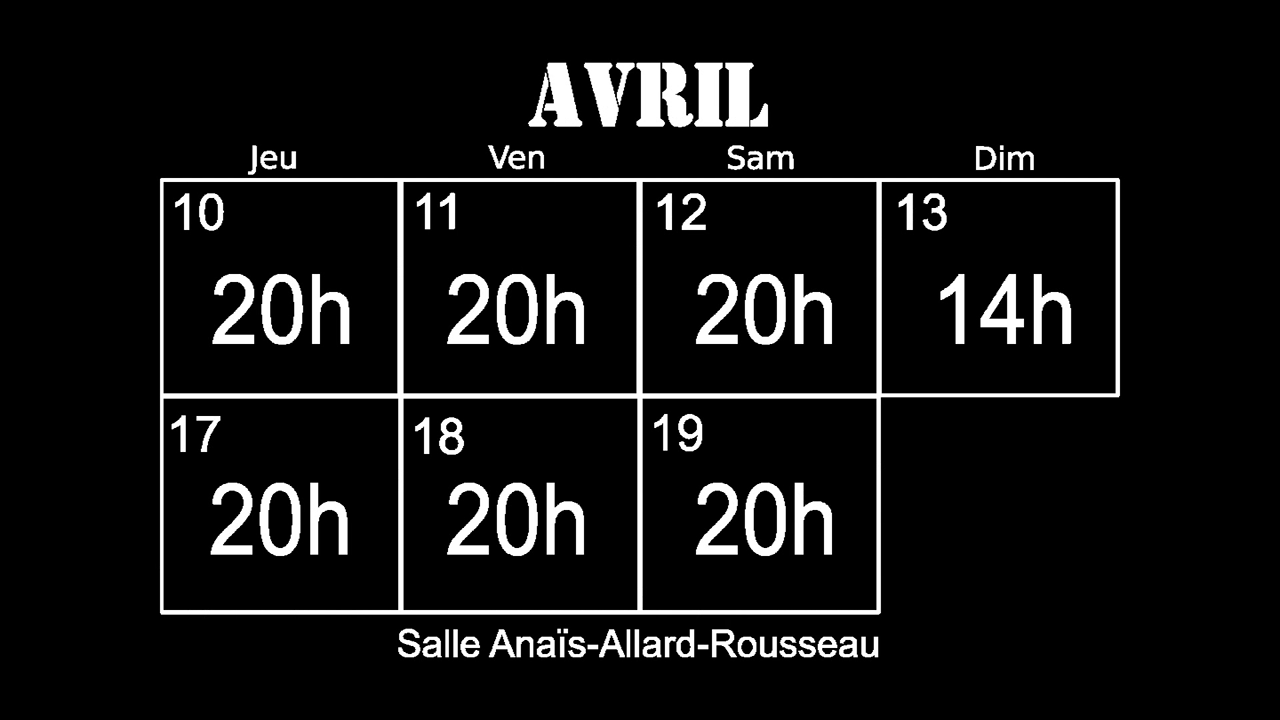 AVRIL
Jeu Ven Sam Dim
10 11 12 13
20h 20h 20h 14h
17 18 19
20h 20h 20h
Salle Anaïs-Allard-Rousseau